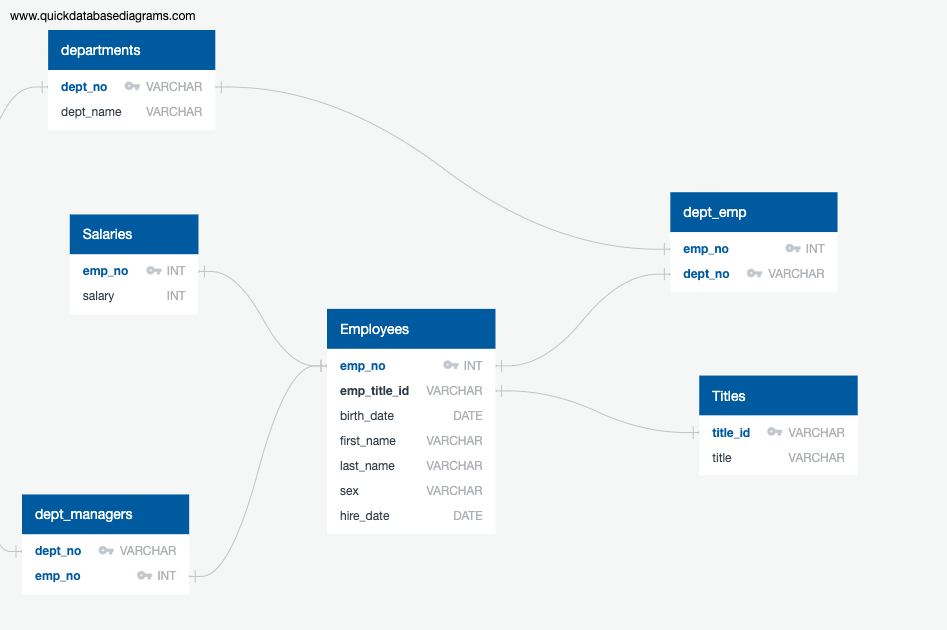 www.quickdatabasediagrams.com
departments
dept_no VARCHAR
dept_name VARCHAR
dept_emp
emp_no INT
dept_no VARCHAR
Salaries
emp_no INT
salary INT
Employees
emp_no INT
emp_title_id VARCHAR
birth_date DATE
first_name VARCHAR
last_name VARCHAR
sex VARCHAR
hire_date DATE
Titles
title_id VARCHAR
title VARCHAR
dept_managers
dept_no VARCHAR
emp_no INT